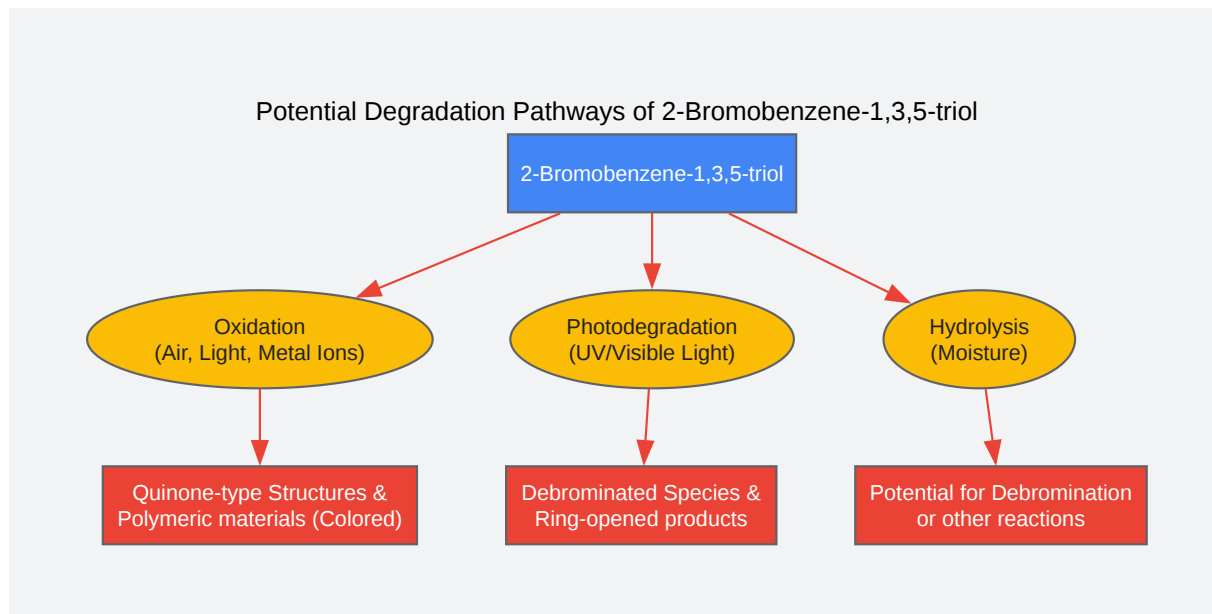 Potential Degradation Pathways of 2-Bromobenzene-1,3,5-triol
2-Bromobenzene-1,3,5-triol
Oxidation
(Air, Light, Metal Ions)
Photodegradation
(UV/Visible Light)
Hydrolysis
(Moisture)
Quinone-type Structures &
Polymeric materials (Colored)
Debrominated Species &
Ring-opened products
Potential for Debromination
or other reactions